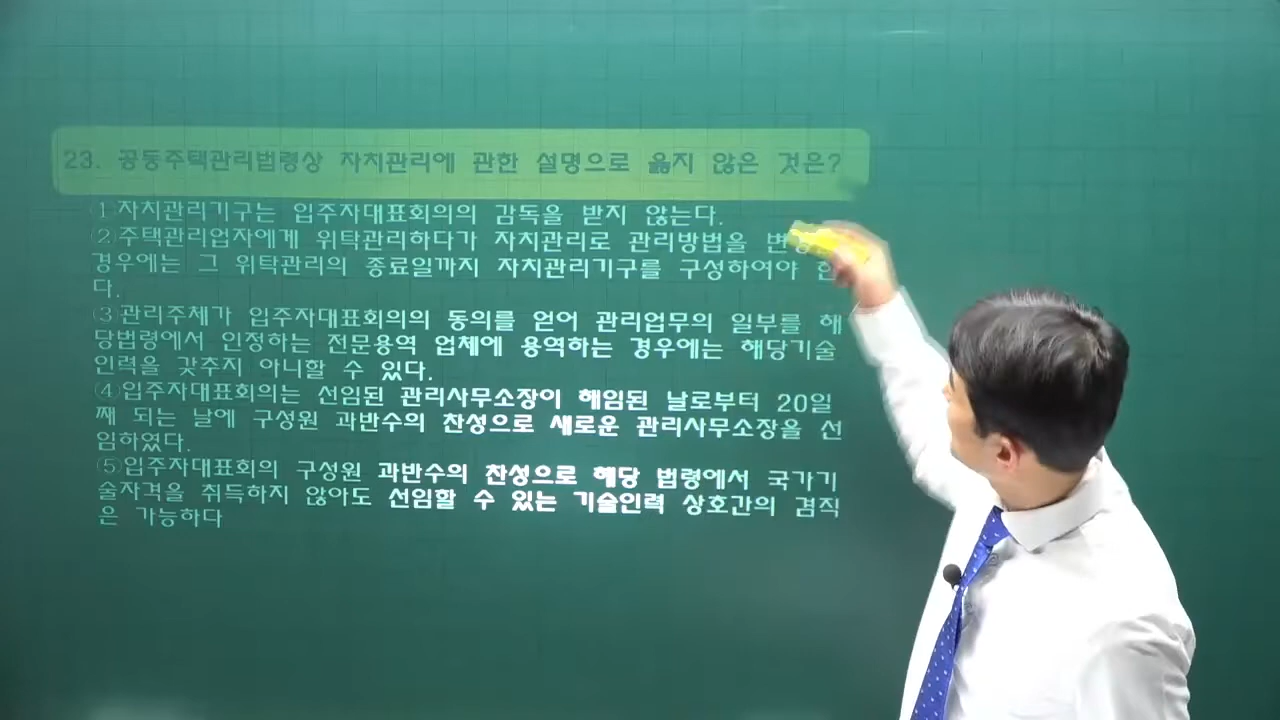 23. 공동주택관리법령상 자치관리에 관한 설명으로 옳지 않은 것은?
①자치관리기구는 입주자대표회의의 감독을 받지 않는다.
②주택관리업자에게 위탁관리하다가 자치관리로 관리방법을
경우에는 그 위탁관리의 종료일까지 자치관리기구를 구성하여야 한
다.
③관리주체가 입주자대표회의의 동의를 얻어 관리업무의 일부를 해
당법령에서 인정하는 전문용역 업체에 용역하는 경우에는 해당기술
인력을 갖추지 아니할 수 있다.
④입주자대표회의는 선임된 관리사무소장이 해임된 날로부터 20일
째 되는 날에 구성원 과반수의 찬성으로 새로운 관리사무소장을 선
임하였다.
⑤입주자대표회의 구성원 과반수의 찬성으로 해당 법령에서 국가기
술자격을 취득하지 않아도 선임할 수 있는 기술인력 상호간의 겸직
은 가능하다